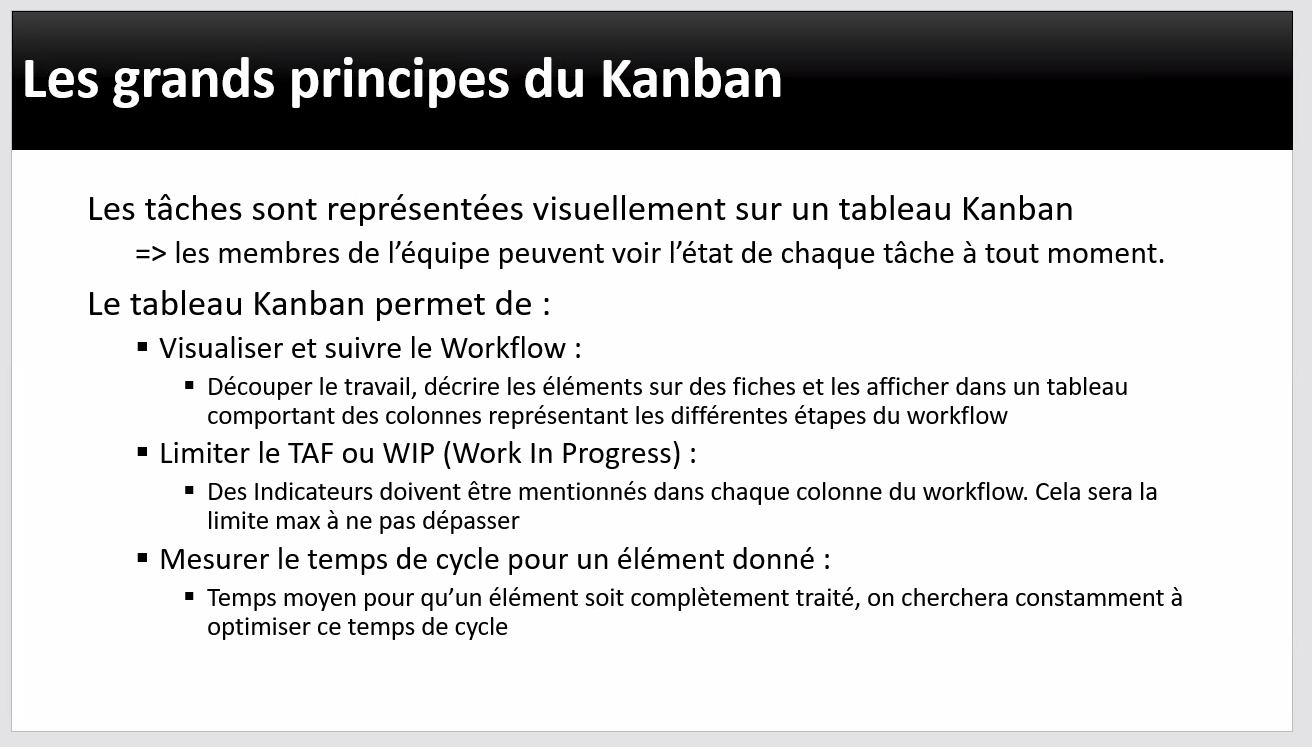 Les grands principes du Kanban
Les tâches sont représentées visuellement sur un tableau Kanban
=> les membres de l’équipe peuvent voir l’état de chaque tâche à tout moment.
Le tableau Kanban permet de :
▪ Visualiser et suivre le Workflow :
▪ Découper le travail, décrire les éléments sur des fiches et les afficher dans un tableau
comportant des colonnes représentant les différentes étapes du workflow
▪ Limiter le TAF ou WIP (Work In Progress) :
▪ Des Indicateurs doivent être mentionnés dans chaque colonne du workflow. Cela sera la
limite max à ne pas dépasser
▪ Mesurer le temps de cycle pour un élément donné :
▪ Temps moyen pour qu’un élément soit complètement traité, on cherchera constamment à
optimiser ce temps de cycle